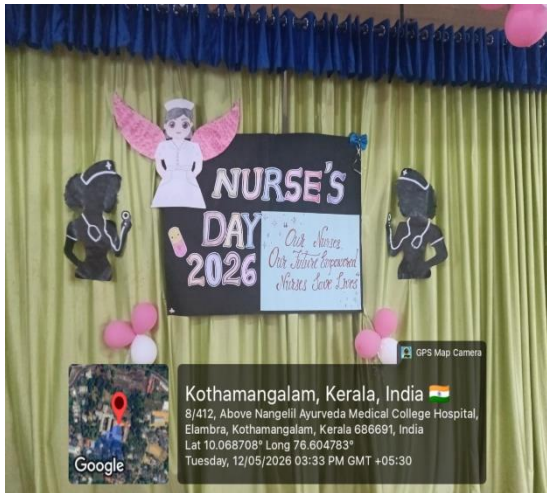 NURSE'S
DAY
2026
Our Nurses
Our Future Empowered
Nurses Save Lives
GPS Map Camera
Kothamangalam, Kerala, India
8/412, Above Nangelil Ayurveda Medical College Hospital,
Elambra, Kothamangalam, Kerala 686691, India
Lat 10.068708° Long 76.604783°
Tuesday, 12/05/2026 03:33 PM GMT +05:30
Google